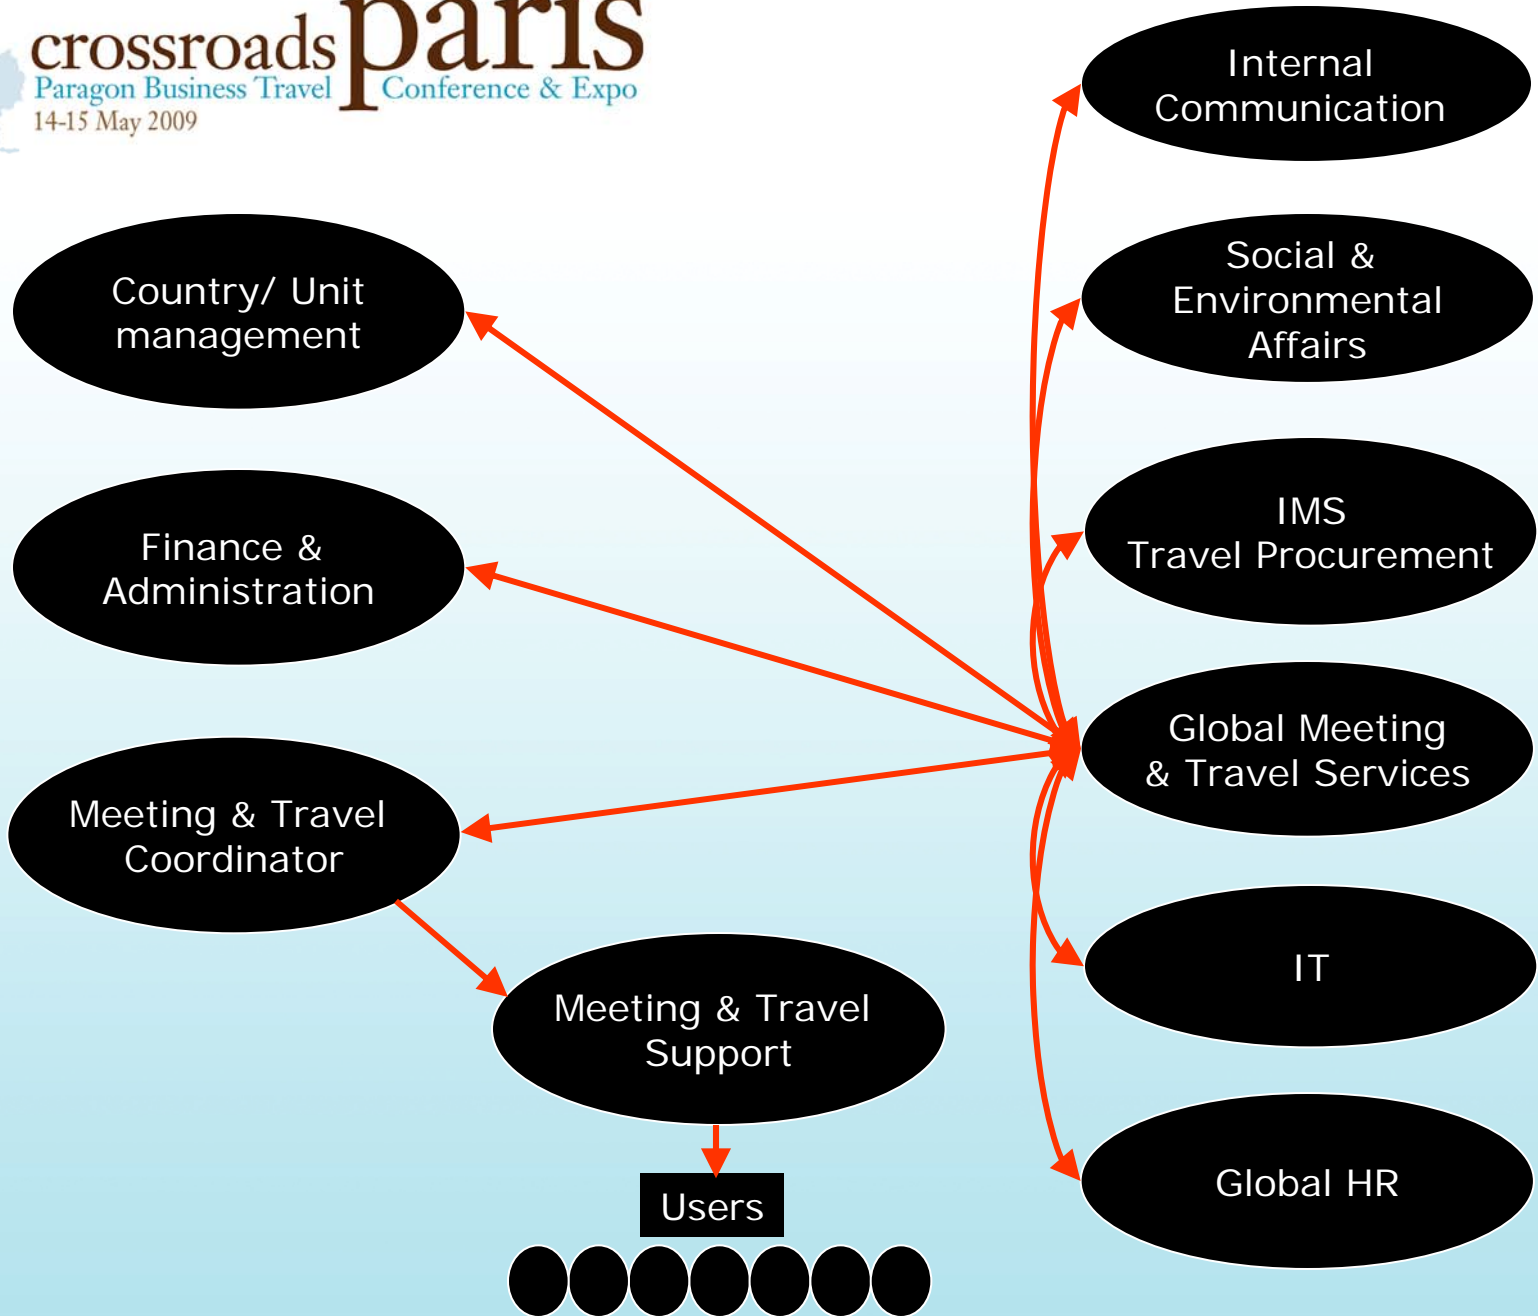 crossroads paris
Paragon Business Travel Conference & Expo
14-15 May 2009
Internal
Communication
Social &
Environmental
Affairs
Country/ Unit
management
IMS
Travel Procurement
Finance &
Administration
Global Meeting
& Travel Services
Meeting & Travel
Coordinator
IT
Meeting & Travel
Support
Global HR
Users